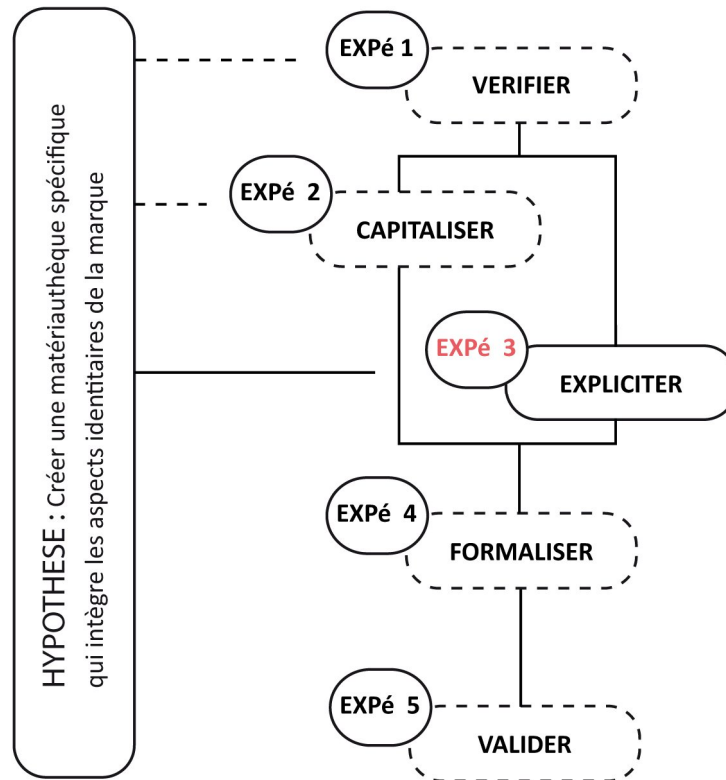 HYPOTHESE : Créer une matériauthèque spécifique
qui intègre les aspects identitaires de la marque
EXPé 1
VERIFIER
EXPé 2
CAPITALISER
EXPé 3
EXPLICITER
EXPé 4
FORMALISER
EXPé 5
VALIDER